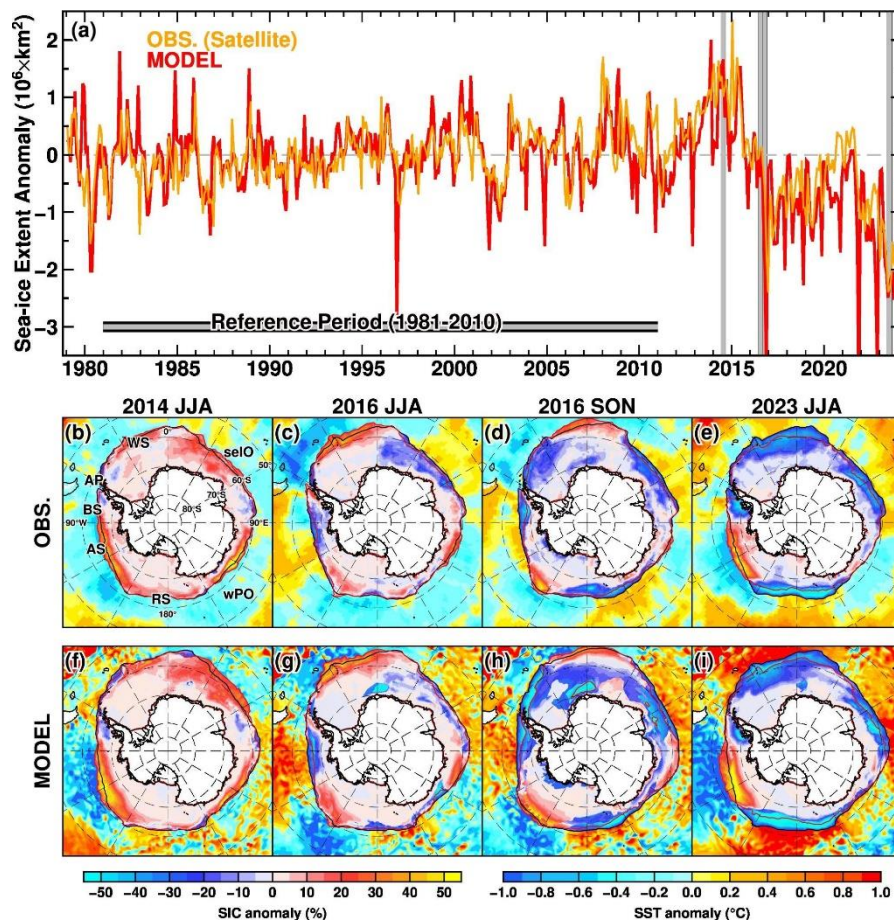 (a)
OBS. (Satellite)
MODEL
Sea-ice Extent Anomaly (10⁶×km²)
2
1
0
−1
−2
−3
Reference Period (1981-2010)
1980 1985 1990 1995 2000 2005 2010 2015 2020
2014 JJA 2016 JJA 2016 SON 2023 JJA
OBS.
(b) (c) (d) (e)
WS 0° seIO 50°
AP 60°S
70°S
BS 80°S
90°W 90°E
AS
RS wPO
180°
MODEL
(f) (g) (h) (i)
−50 −40 −30 −20 −10 0 10 20 30 40 50
SIC anomaly (%)
−1.0 −0.8 −0.6 −0.4 −0.2 0.0 0.2 0.4 0.6 0.8 1.0
SST anomaly (°C)